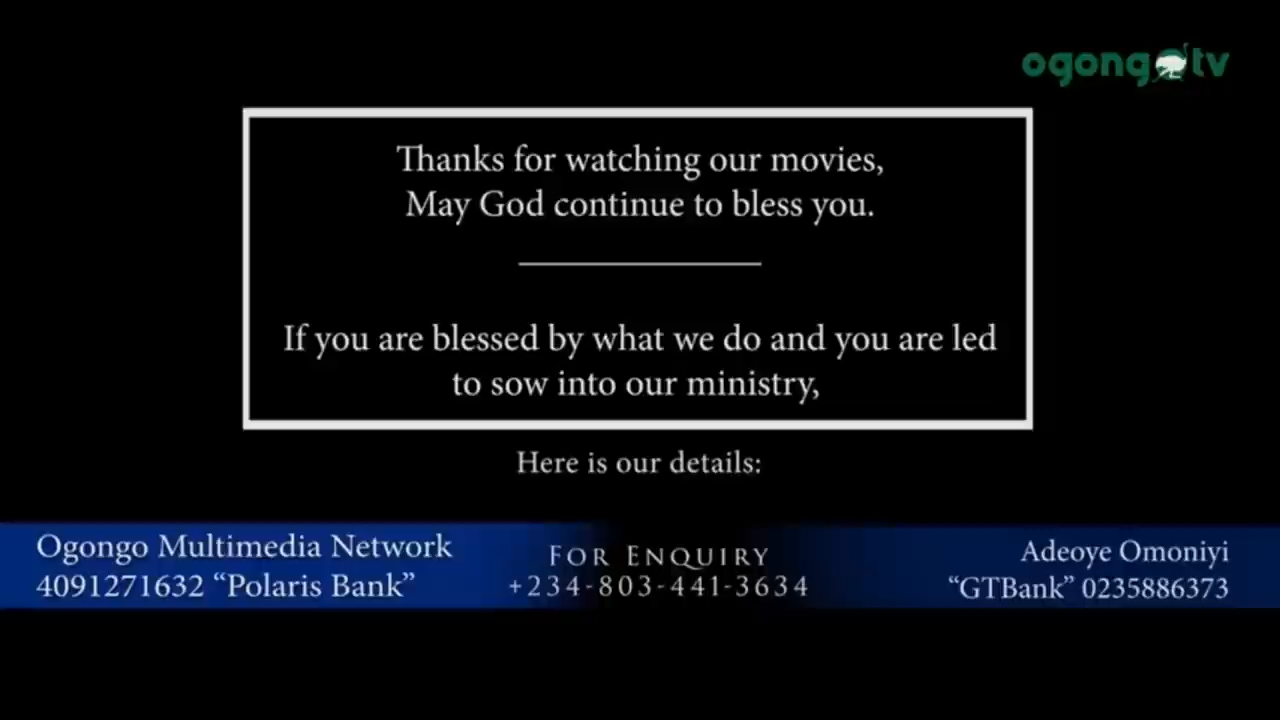 ogongo tv
Thanks for watching our movies,
May God continue to bless you.
If you are blessed by what we do and you are led
to sow into our ministry,
Here is our details:
Ogongo Multimedia Network
4091271632 “Polaris Bank”
FOR ENQUIRY
+234-803-441-3634
Adeoye Omoniyi
“GTBank” 0235886373